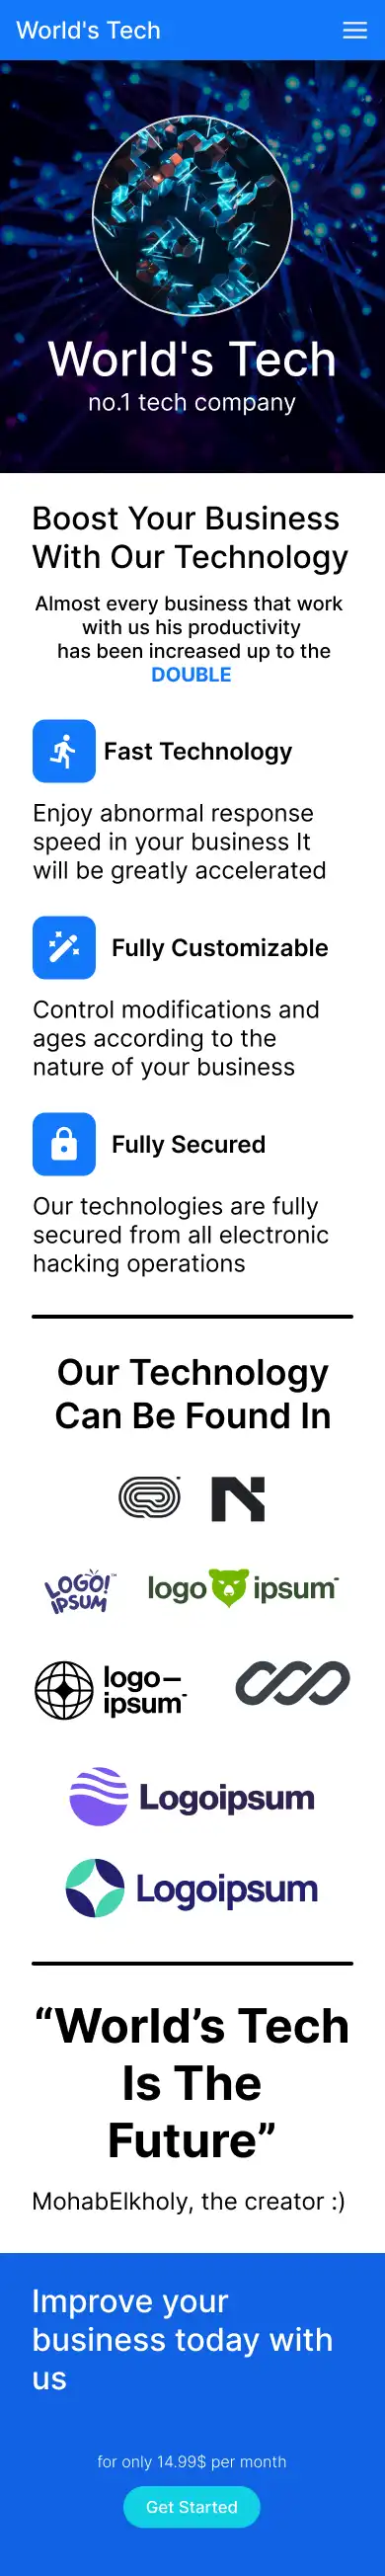 World's Tech
World's Tech
no.1 tech company
Boost Your Business
With Our Technology
Almost every business that work
with us his productivity
has been increased up to the
DOUBLE
Fast Technology
Enjoy abnormal response
speed in your business It
will be greatly accelerated
Fully Customizable
Control modifications and
ages according to the
nature of your business
Fully Secured
Our technologies are fully
secured from all electronic
hacking operations
Our Technology
Can Be Found In
LOGO!
IPSUM™
logo ipsum
logo—
ipsum
Logoipsum
Logoipsum
“World’s Tech
Is The
Future”
MohabElkholy, the creator :)
Improve your
business today with
us
for only 14.99$ per month
Get Started